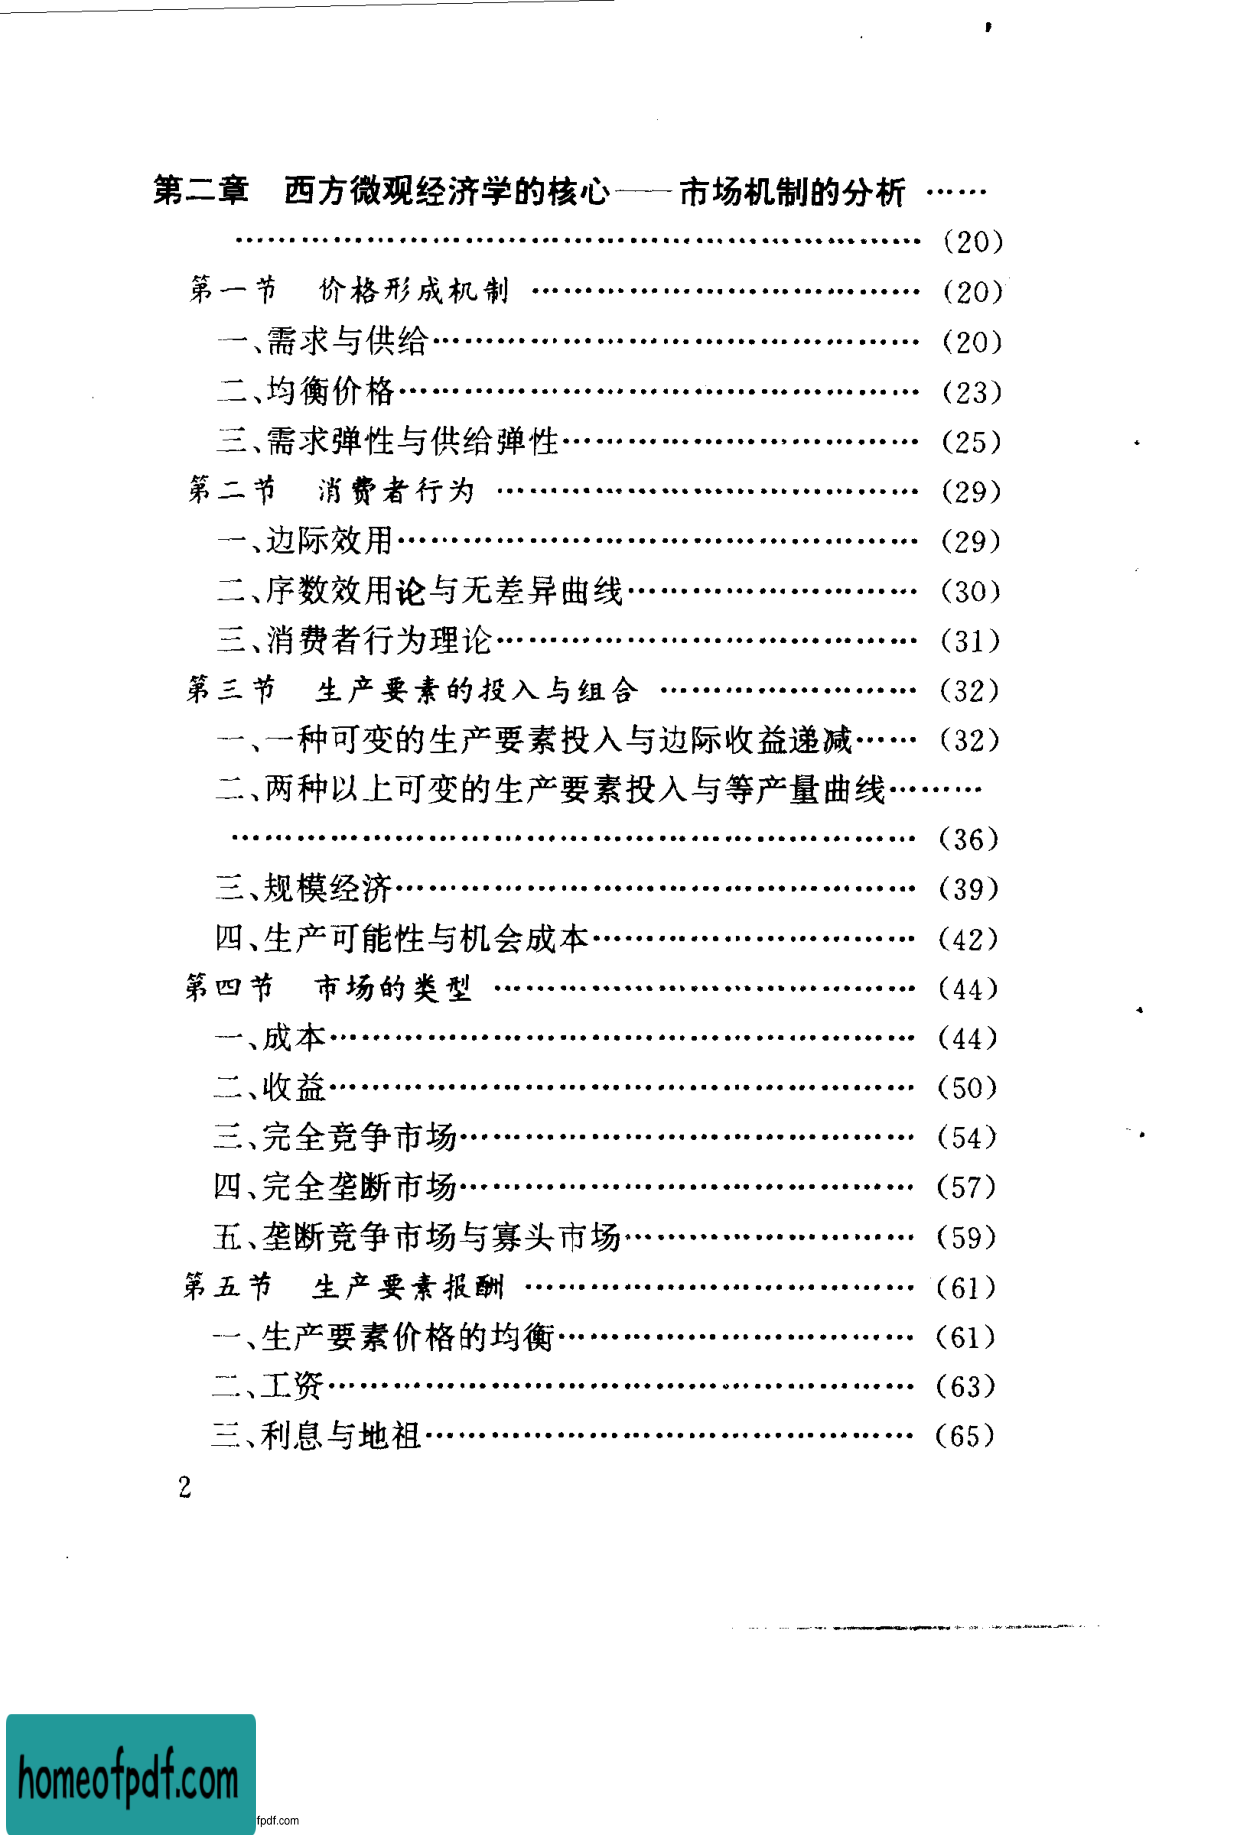 第二章　西方微观经济学的核心——市场机制的分析 ……
………………………………………………………… (20)
第一节　价格形成机制 ……………………………… (20)
一、需求与供给……………………………………… (20)
二、均衡价格………………………………………… (23)
三、需求弹性与供给弹性…………………………… (25)
第二节　消费者行为 ………………………………… (29)
一、边际效用………………………………………… (29)
二、序数效用论与无差异曲线……………………… (30)
三、消费者行为理论………………………………… (31)
第三节　生产要素的投入与组合 …………………… (32)
一、一种可变的生产要素投入与边际收益递减…… (32)
二、两种以上可变的生产要素投入与等产量曲线………
………………………………………………………… (36)
三、规模经济………………………………………… (39)
四、生产可能性与机会成本………………………… (42)
第四节　市场的类型 ………………………………… (44)
一、成本……………………………………………… (44)
二、收益……………………………………………… (50)
三、完全竞争市场…………………………………… (54)
四、完全垄断市场…………………………………… (57)
五、垄断竞争市场与寡头市场……………………… (59)
第五节　生产要素报酬 ……………………………… (61)
一、生产要素价格的均衡…………………………… (61)
二、工资……………………………………………… (63)
三、利息与地祖……………………………………… (65)
2
homeofpdf.com
fpdf.com